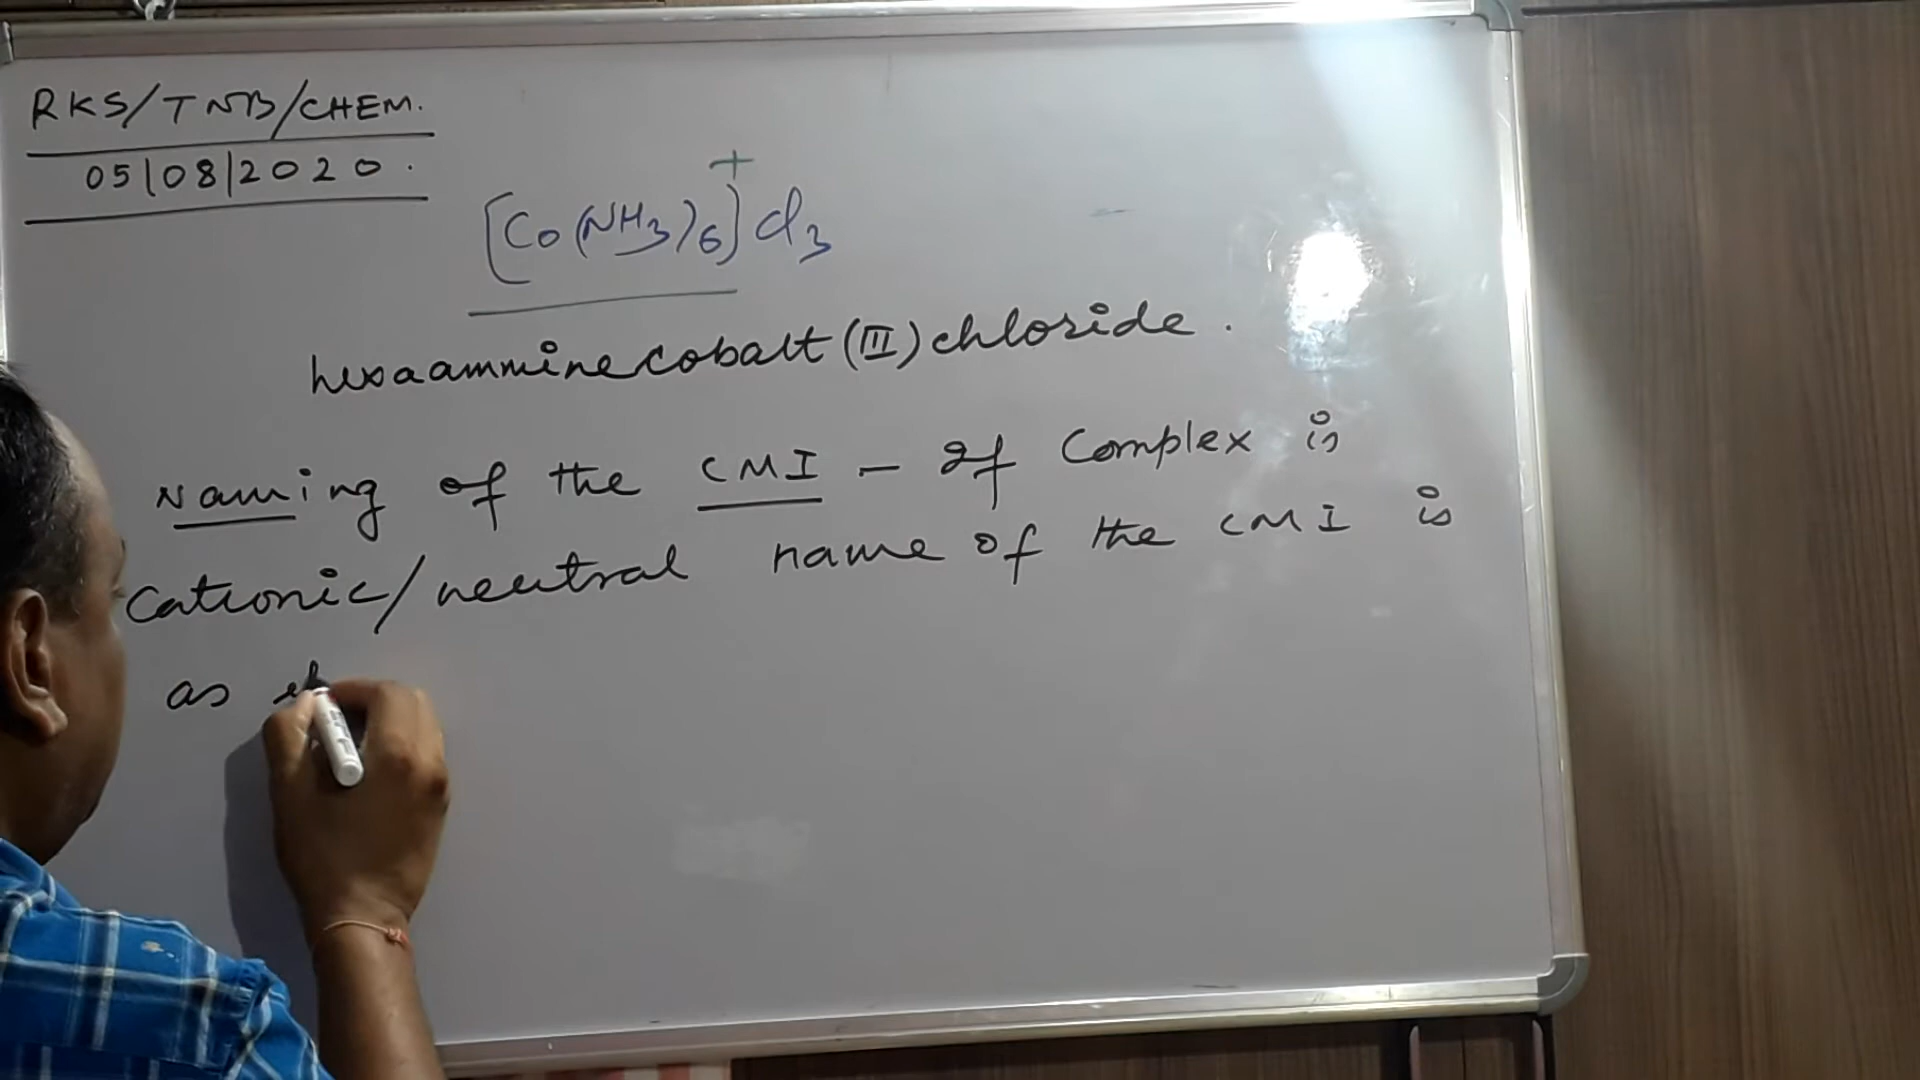 RKS/TNB/CHEM.
05/08/2020.
[Co(NH3)6]+ Cl3
hexaamminecobalt(III)chloride.
Naming of the CMI - If Complex is
Cationic/neutral name of the CMI is
as